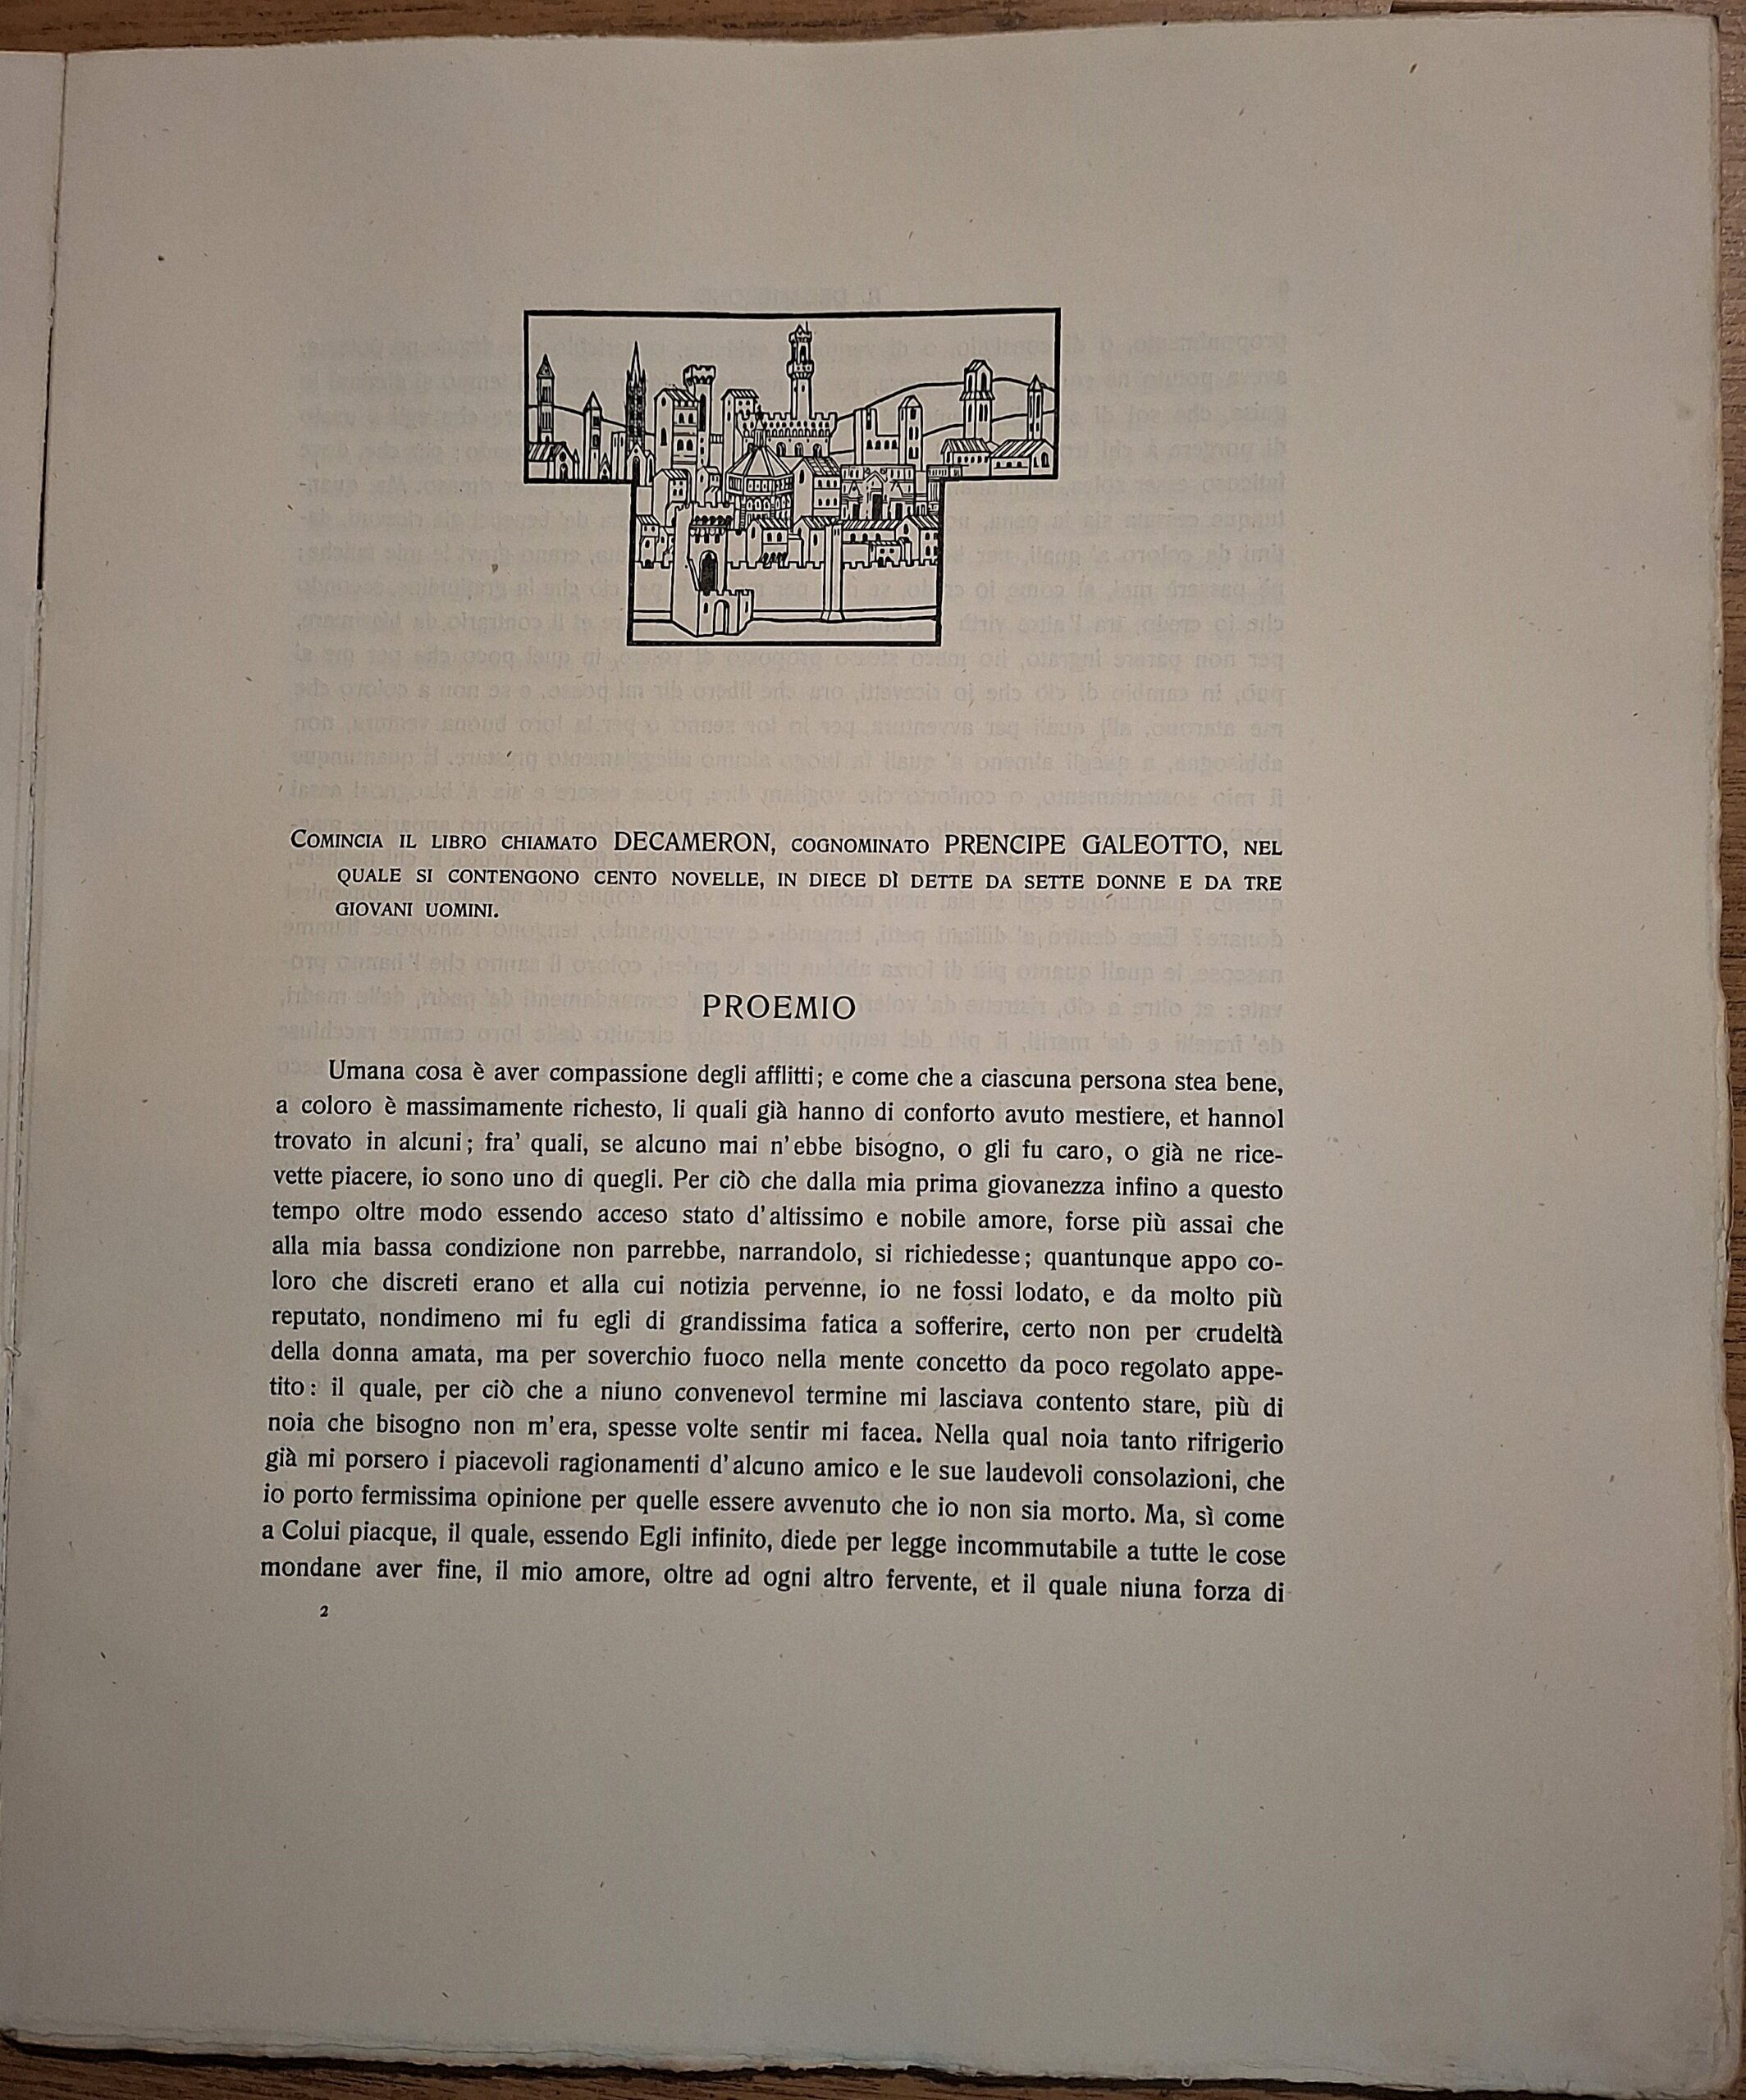 Comincia il libro chiamato DECAMERON, cognominato PRENCIPE GALEOTTO, nel
quale si contengono cento novelle, in diece dì dette da sette donne e da tre
giovani uomini.
PROEMIO
Umana cosa è aver compassione degli afflitti; e come che a ciascuna persona stea bene,
a coloro è massimamente richesto, li quali già hanno di conforto avuto mestiere, et hannol
trovato in alcuni; fra' quali, se alcuno mai n'ebbe bisogno, o gli fu caro, o già ne rice-
vette piacere, io sono uno di quegli. Per ciò che dalla mia prima giovanezza infino a questo
tempo oltre modo essendo acceso stato d'altissimo e nobile amore, forse più assai che
alla mia bassa condizione non parrebbe, narrandolo, si richiedesse; quantunque appo co-
loro che discreti erano et alla cui notizia pervenne, io ne fossi lodato, e da molto più
reputato, nondimeno mi fu egli di grandissima fatica a sofferire, certo non per crudeltà
della donna amata, ma per soverchio fuoco nella mente concetto da poco regolato appe-
tito: il quale, per ciò che a niuno convenevol termine mi lasciava contento stare, più di
noia che bisogno non m'era, spesse volte sentir mi facea. Nella qual noia tanto rifrigerio
già mi porsero i piacevoli ragionamenti d'alcuno amico e le sue laudevoli consolazioni, che
io porto fermissima opinione per quelle essere avvenuto che io non sia morto. Ma, sì come
a Colui piacque, il quale, essendo Egli infinito, diede per legge incommutabile a tutte le cose
mondane aver fine, il mio amore, oltre ad ogni altro fervente, et il quale niuna forza di
2